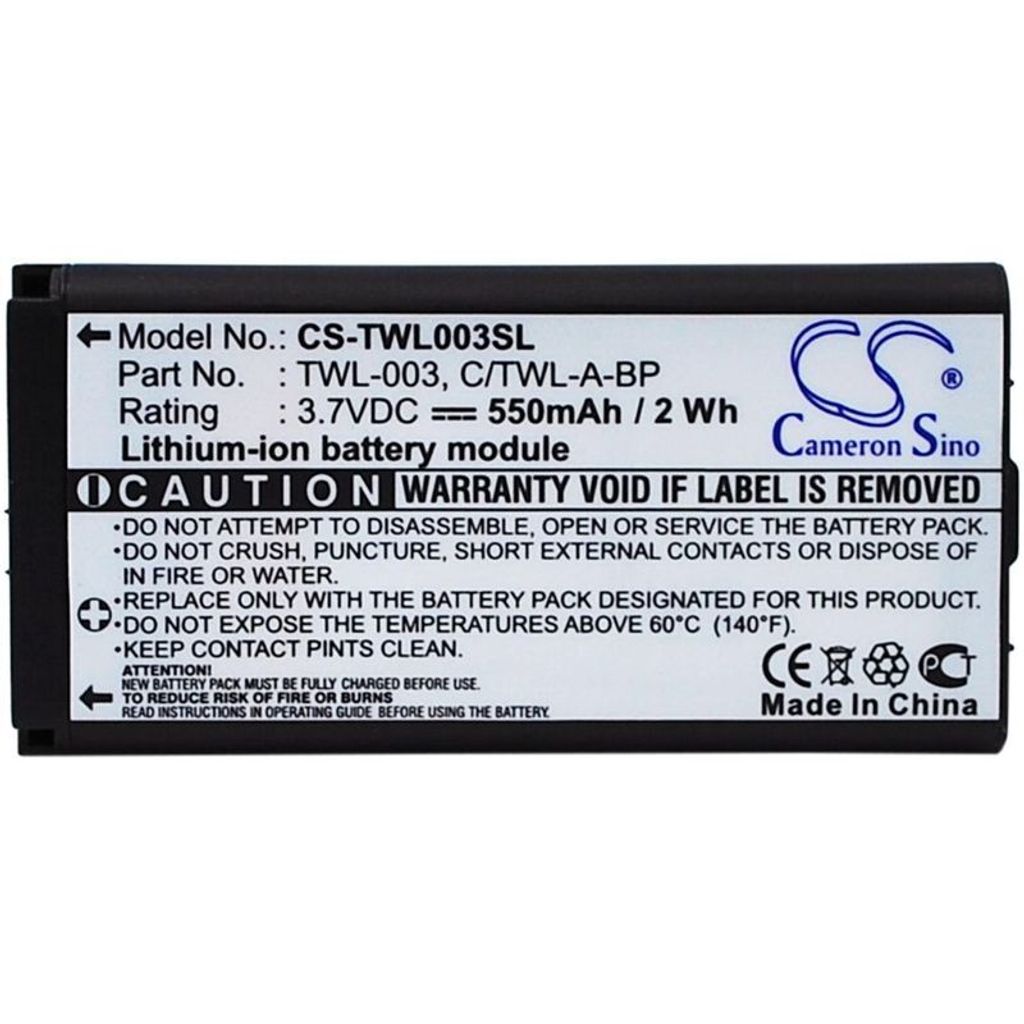 Model No.: CS-TWL003SL
Part No. : TWL-003, C/TWL-A-BP
Rating : 3.7VDC 550mAh / 2 Wh
Lithium-ion battery module
CS ®
Cameron Sino
CAUTION WARRANTY VOID IF LABEL IS REMOVED
•DO NOT ATTEMPT TO DISASSEMBLE, OPEN OR SERVICE THE BATTERY PACK.
•DO NOT CRUSH, PUNCTURE, SHORT EXTERNAL CONTACTS OR DISPOSE OF
IN FIRE OR WATER.
•REPLACE ONLY WITH THE BATTERY PACK DESIGNATED FOR THIS PRODUCT.
•DO NOT EXPOSE THE TEMPERATURES ABOVE 60°C (140°F).
•KEEP CONTACT PINTS CLEAN.
ATTENTION!
NEW BATTERY PACK MUST BE FULLY CHARGED BEFORE USE.
TO REDUCE RISK OF FIRE OR BURNS
READ INSTRUCTIONS IN OPERATING GUIDE BEFORE USING THE BATTERY.
CE PCT
Made In China